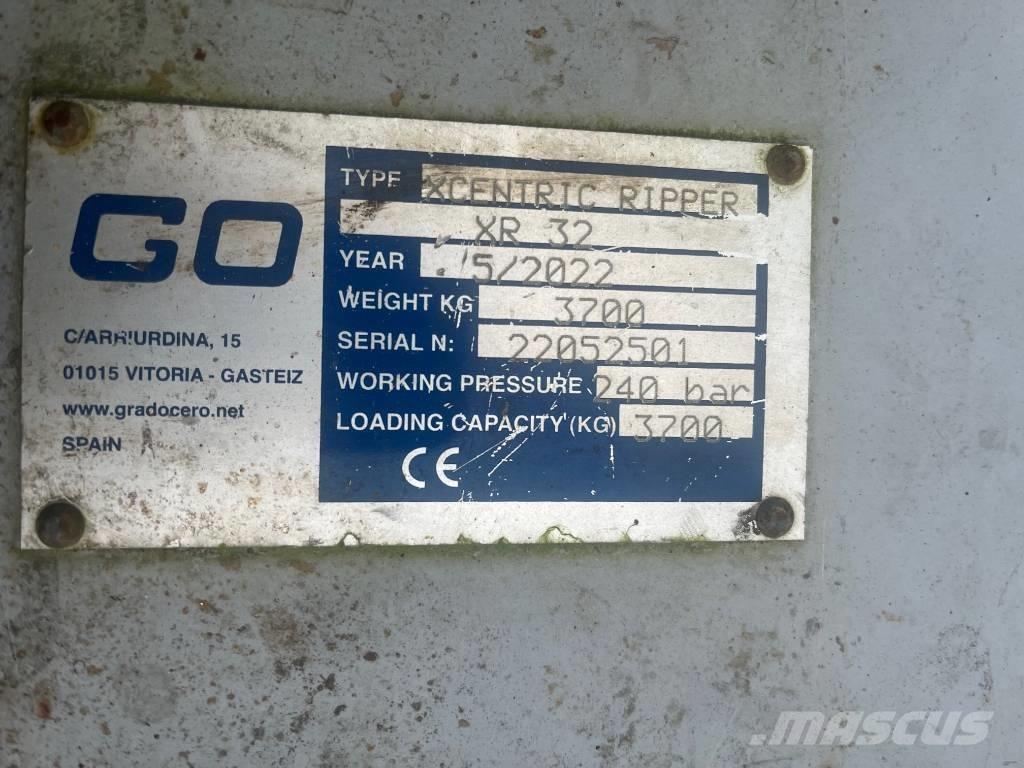 GO
C/ARRIURDINA, 15
01015 VITORIA - GASTEIZ
www.gradocero.net
SPAIN
TYPE XCENTRIC RIPPER
XR 32
YEAR 5/2022
WEIGHT KG 3700
SERIAL N: 22052501
WORKING PRESSURE 240 bar
LOADING CAPACITY (KG) 3700
CE
MASCUS